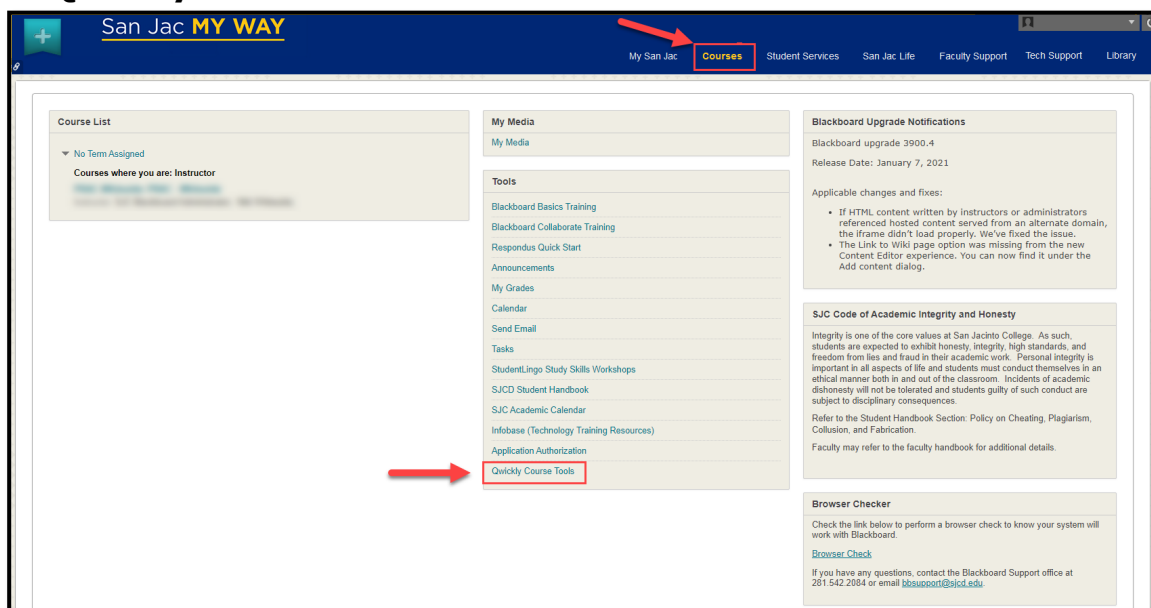 San Jac MY WAY
My San Jac Courses Student Services San Jac Life Faculty Support Tech Support Library
Course List
No Term Assigned
Courses where you are: Instructor
My Media
My Media
Tools
Blackboard Basics Training
Blackboard Collaborate Training
Respondus Quick Start
Announcements
My Grades
Calendar
Send Email
Tasks
StudentLingo Study Skills Workshops
SJCD Student Handbook
SJC Academic Calendar
Infobase (Technology Training Resources)
Application Authorization
Qwickly Course Tools
Blackboard Upgrade Notifications
Blackboard upgrade 3900.4
Release Date: January 7, 2021
Applicable changes and fixes:
• If HTML content written by instructors or administrators
referenced hosted content served from an alternate domain,
the iframe didn't load properly. We've fixed the issue.
• The Link to Wiki page option was missing from the new
Content Editor experience. You can now find it under the
Add content dialog.
SJC Code of Academic Integrity and Honesty
Integrity is one of the core values at San Jacinto College. As such,
students are expected to exhibit honesty, integrity, high standards, and
freedom from lies and fraud in their academic work. Personal integrity is
important in all aspects of life and students must conduct themselves in an
ethical manner both in and out of the classroom. Incidents of academic
dishonesty will not be tolerated and students guilty of such conduct are
subject to disciplinary consequences.
Refer to the Student Handbook Section: Policy on Cheating, Plagiarism,
Collusion, and Fabrication.
Faculty may refer to the faculty handbook for additional details.
Browser Checker
Check the link below to perform a browser check to know your system will
work with Blackboard.
Browser Check
If you have any questions, contact the Blackboard Support office at
281.542.2084 or email bbsupport@sjcd.edu.